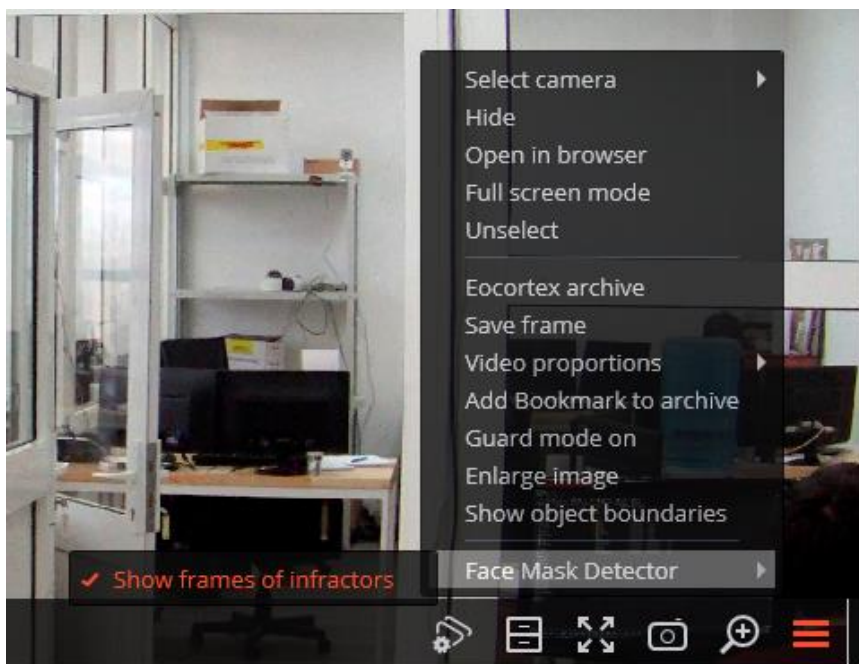 Select camera
Hide
Open in browser
Full screen mode
Unselect
Eocortex archive
Save frame
Video proportions
Add Bookmark to archive
Guard mode on
Enlarge image
Show object boundaries
Face Mask Detector
Show frames of infractors